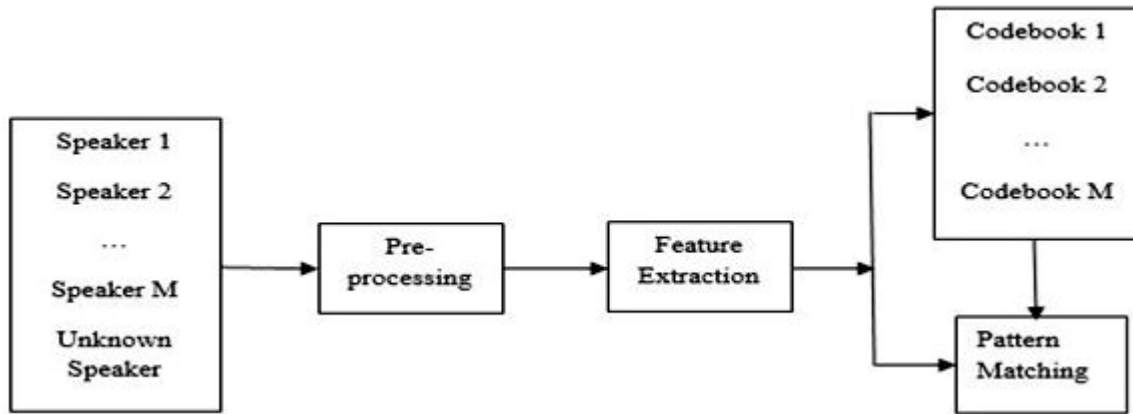 Speaker 1
Speaker 2
...
Speaker M
Unknown
Speaker
Pre-
processing
Feature
Extraction
Codebook 1
Codebook 2
...
Codebook M
Pattern
Matching